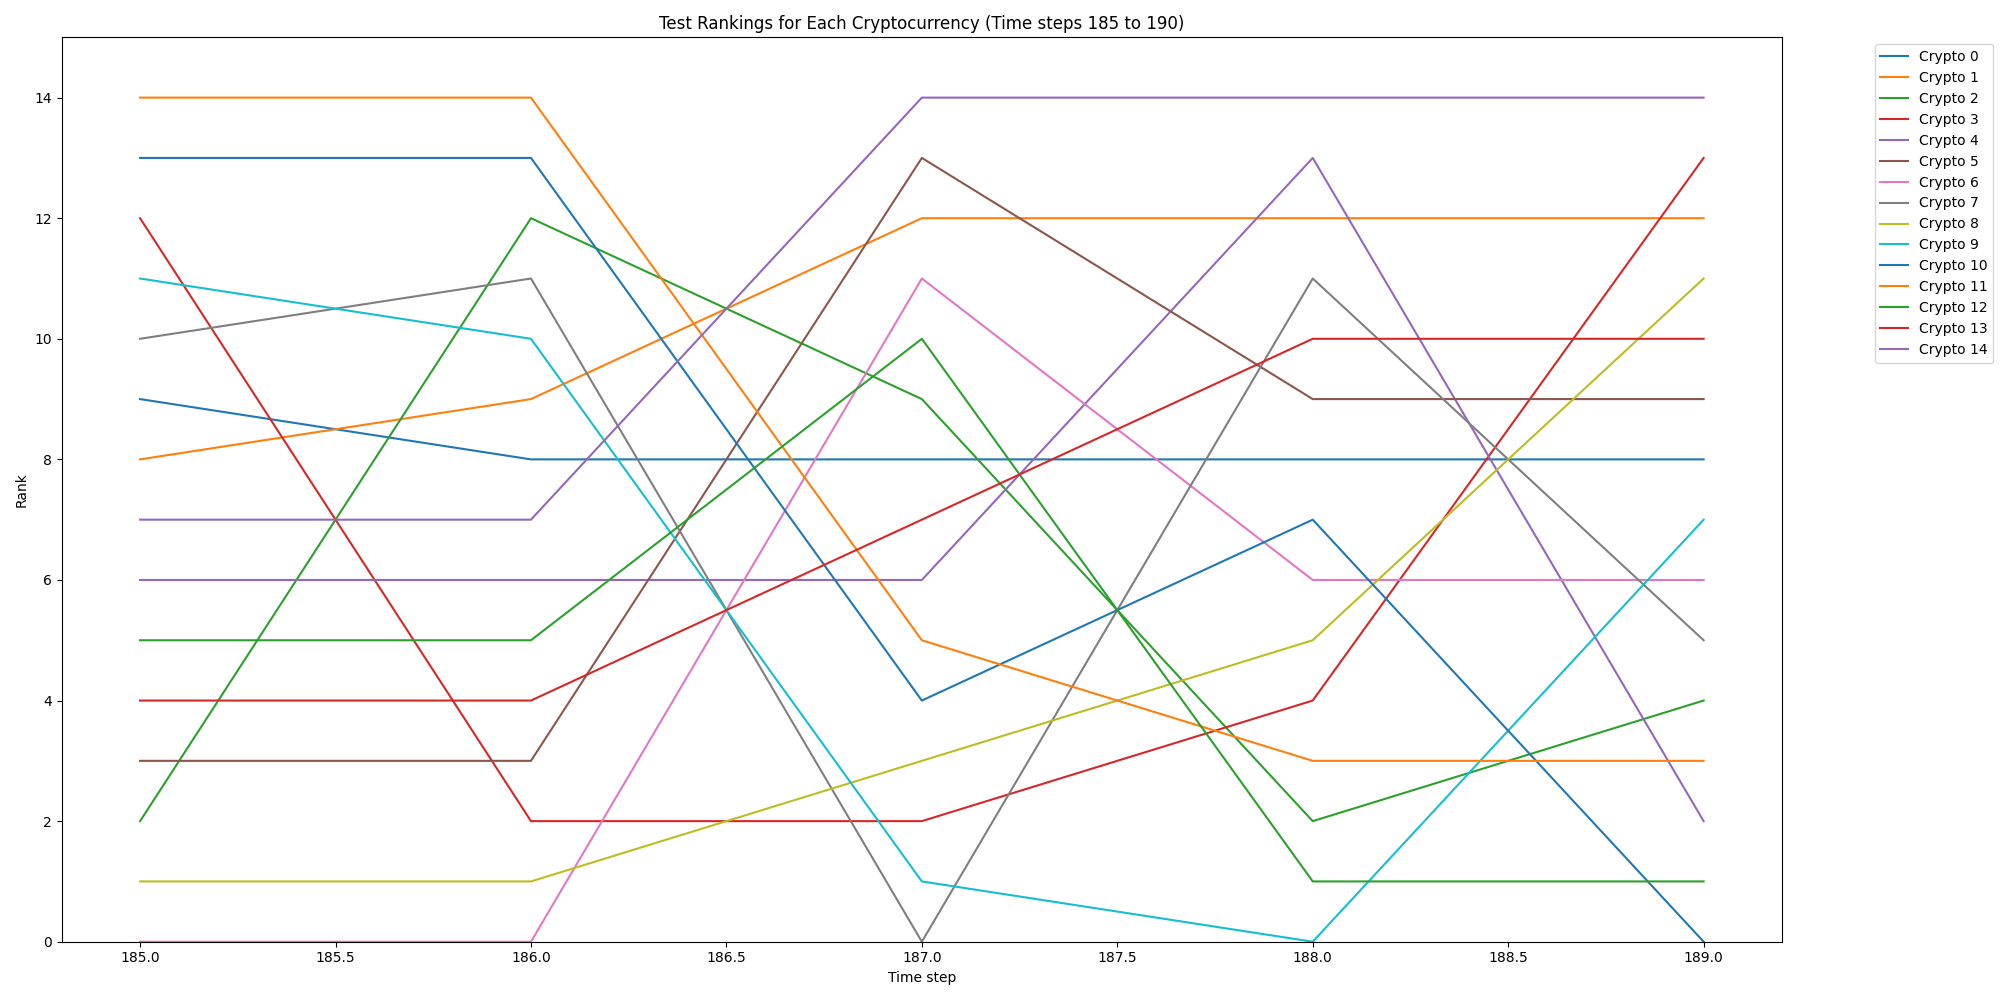 Test Rankings for Each Cryptocurrency (Time steps 185 to 190)
Rank
14
12
10
8
6
4
2
0
185.0 185.5 186.0 186.5 187.0 187.5 188.0 188.5 189.0
Time step
Crypto 0
Crypto 1
Crypto 2
Crypto 3
Crypto 4
Crypto 5
Crypto 6
Crypto 7
Crypto 8
Crypto 9
Crypto 10
Crypto 11
Crypto 12
Crypto 13
Crypto 14